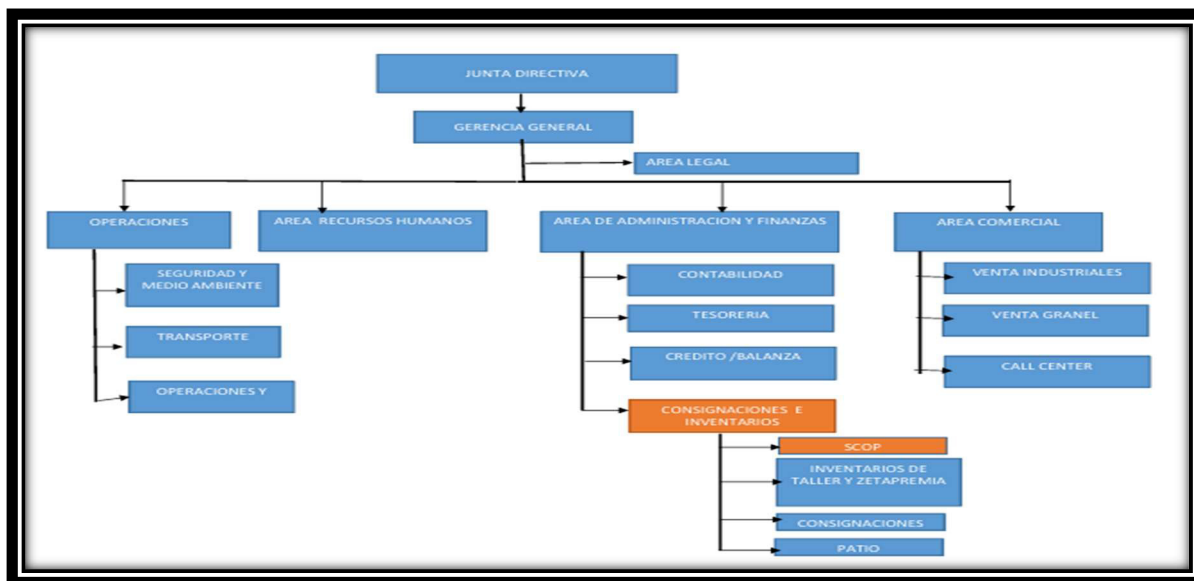 JUNTA DIRECTIVA
GERENCIA GENERAL
AREA LEGAL
OPERACIONES
AREA RECURSOS HUMANOS
AREA DE ADMINISTRACION Y FINANZAS
AREA COMERCIAL
SEGURIDAD Y
MEDIO AMBIENTE
TRANSPORTE
OPERACIONES Y
CONTABILIDAD
TESORERIA
CREDITO /BALANZA
CONSIGNACIONES E
INVENTARIOS
SCOP
INVENTARIOS DE
TALLER Y ZETAPREMIA
CONSIGNACIONES
PATIO
VENTA INDUSTRIALES
VENTA GRANEL
CALL CENTER